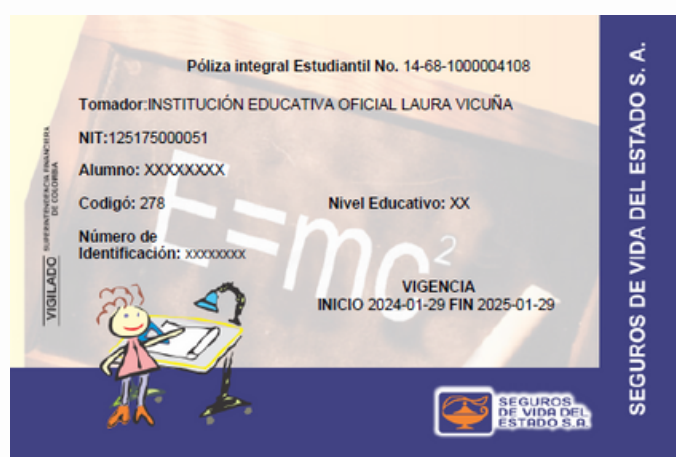 Póliza integral Estudiantil No. 14-68-1000004108
Tomador:INSTITUCIÓN EDUCATIVA OFICIAL LAURA VICUÑA
NIT:125175000051
Alumno: XXXXXXXX
Codigó: 278
Nivel Educativo: XX
Número de
Identificación: xxxxxxxx
VIGENCIA
INICIO 2024-01-29 FIN 2025-01-29
E=mc²
VIGILADO
SUPERINTENDENCIA FINANCIERA
DE COLOMBIA
SEGUROS
DE VIDA DEL
ESTADO S.A.
SEGUROS DE VIDA DEL ESTADO S. A.